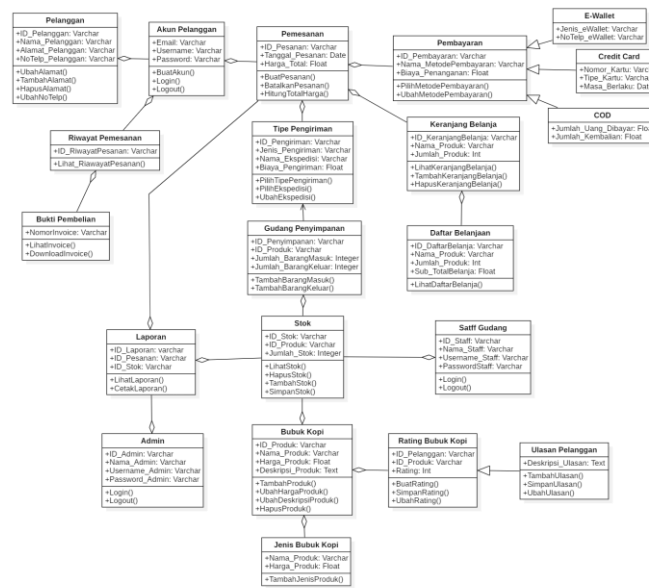 Pelanggan
+ID_Pelanggan: Varchar
+Nama_Pelanggan: Varchar
+Alamat_Pelanggan: Varchar
+NoTelp_Pelanggan: Varchar
+UbahAlamat()
+TambahAlamat()
+HapusAlamat()
+UbahNoTelp()
Akun Pelanggan
+Email: Varchar
+Username: Varchar
+Password: Varchar
+BuatAkun()
+Login()
+Logout()
Pemesanan
+ID_Pesanan: Varchar
+Tanggal_Pesanan: Date
+Harga_Total: Float
+BuatPesanan()
+BatalkanPesanan()
+HitungTotalHarga()
Pembayaran
+ID_Pembayaran: Varchar
+Nama_MetodePembayaran: Varchar
+Biaya_Penanganan: Float
+PilihMetodePembayaran()
+UbahMetodePembayaran()
E-Wallet
+Jenis_eWallet: Varchar
+NoTelp_eWallet: Varchar
Credit Card
+Nomor_Kartu: Varchar
+Tipe_Kartu: Varchar
+Masa_Berlaku: Date
COD
+Jumlah_Uang_Dibayar: Float
+Jumlah_Kembalian: Float
Riwayat Pemesanan
+ID_RiwayatPesanan: Varchar
+Lihat_RiawayatPesanan()
Bukti Pembelian
+NomorInvoice: Varchar
+LihatInvoice()
+DownloadInvoice()
Tipe Pengiriman
+ID_Pengiriman: Varchar
+Jenis_Pengiriman: Varchar
+Nama_Ekspedisi: Varchar
+Biaya_Pengiriman: Float
+PilihTipePengiriman()
+PilihEkspedisi()
+UbahEkspedisi()
Keranjang Belanja
+ID_KeranjangBelanja: Varchar
+Nama_Produk: Varchar
+Jumlah_Produk: Int
+LihatKeranjangBelanja()
+TambahKeranjangBelanja()
+HapusKeranjangBelanja()
Gudang Penyimpanan
+ID_Penyimpanan: Varchar
+ID_Produk: Varchar
+Jumlah_BarangMasuk: Integer
+Jumlah_BarangKeluar: Integer
+TambahBarangMasuk()
+TambahBarangKeluar()
Daftar Belanjaan
+ID_DaftarBelanja: Varchar
+Nama_Produk: Varchar
+Jumlah_Produk: Int
+Sub_TotalBelanja: Float
+LihatDaftarBelanja()
Laporan
+ID_Laporan: varchar
+ID_Pesanan: Varchar
+ID_Stok: Varchar
+LihatLaporan()
+CetakLaporan()
Stok
+ID_Stok: Varchar
+ID_Produk: Varchar
+Jumlah_Stok: Integer
+LihatStok()
+HapusStok()
+TambahStok()
+SimpanStok()
Satff Gudang
+ID_Staff: Varchar
+Nama_Staff: Varchar
+Username_Staff: Varchar
+PasswordStaff: Varchar
+Login()
+Logout()
Admin
+ID_Admin: Varchar
+Nama_Admin: Varchar
+Username_Admin: Varchar
+Password_Admin: Varchar
+Login()
+Logout()
Bubuk Kopi
+ID_Produk: Varchar
+Nama_Produk: Varchar
+Harga_Produk: Float
+Deskripsi_Produk: Text
+TambahProduk()
+UbahHargaProduk()
+UbahDeskripsiProduk()
+HapusProduk()
Rating Bubuk Kopi
+ID_Pelanggan: Varchar
+ID_Produk: Varchar
+Rating: Int
+BuatRating()
+SimpanRating()
+UbahRating()
Ulasan Pelanggan
+Deskripsi_Ulasan: Text
+TambahUlasan()
+SimpanUlasan()
+UbahUlasan()
Jenis Bubuk Kopi
+Nama_Produk: Varchar
+Harga_Produk: Float
+TambahJenisProduk()